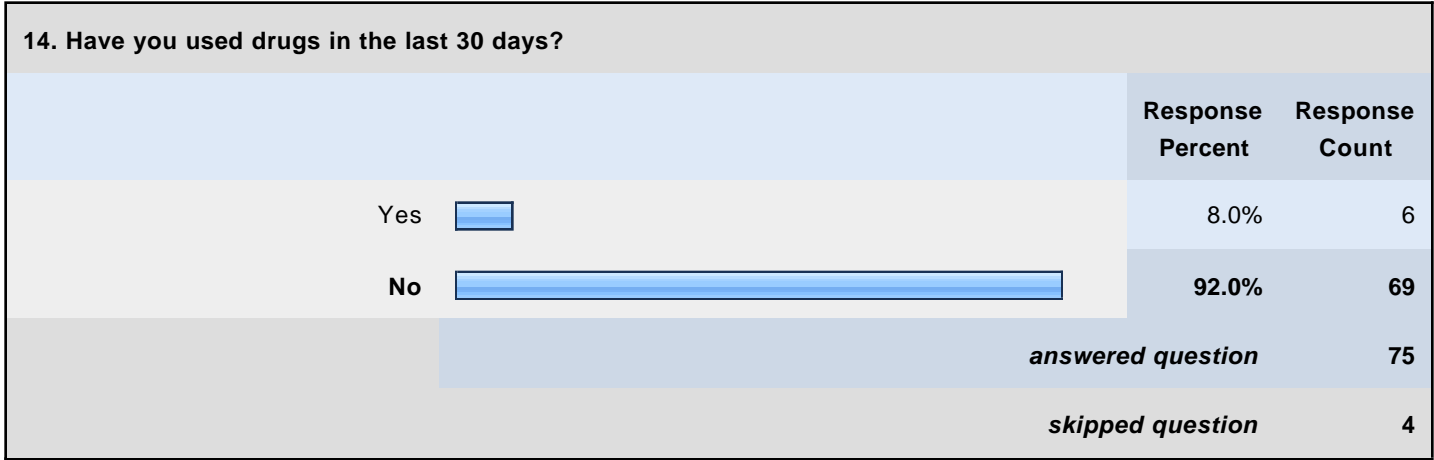 14. Have you used drugs in the last 30 days?
Response Response
Percent Count
Yes 8.0% 6
No 92.0% 69
answered question 75
skipped question 4